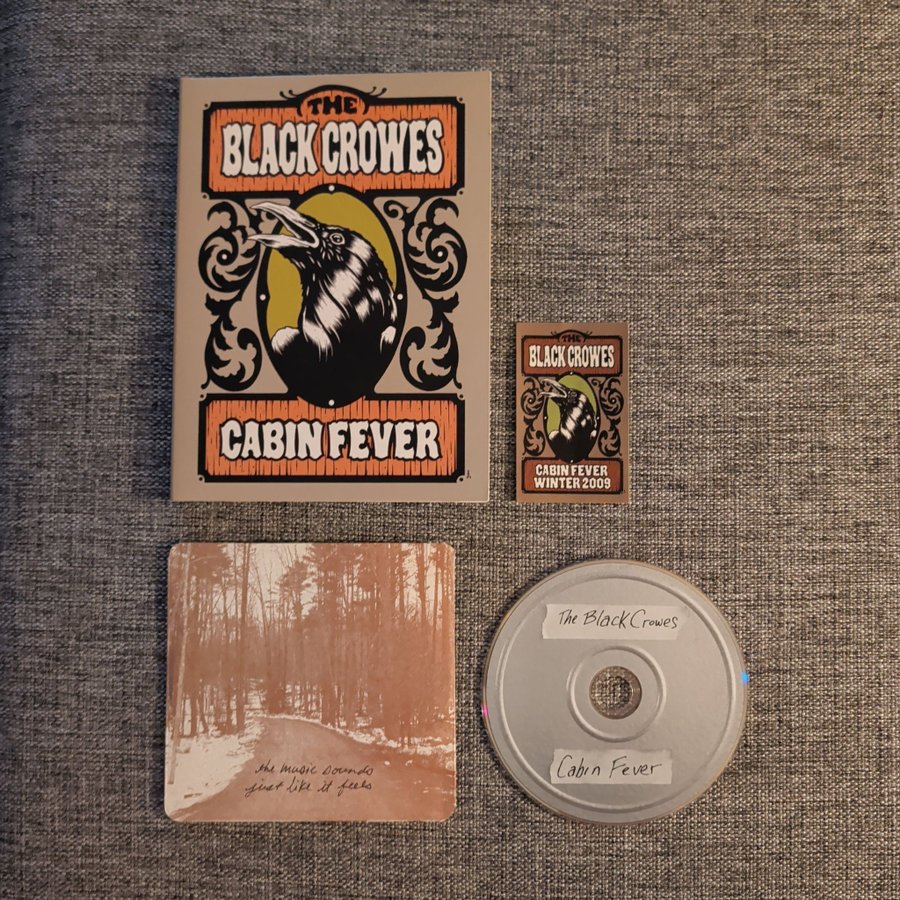 THE
BLACK CROWES
CABIN FEVER
THE
BLACK CROWES
CABIN FEVER
WINTER 2009
the music sounds
just like it feels
The Black Crowes
Cabin Fever